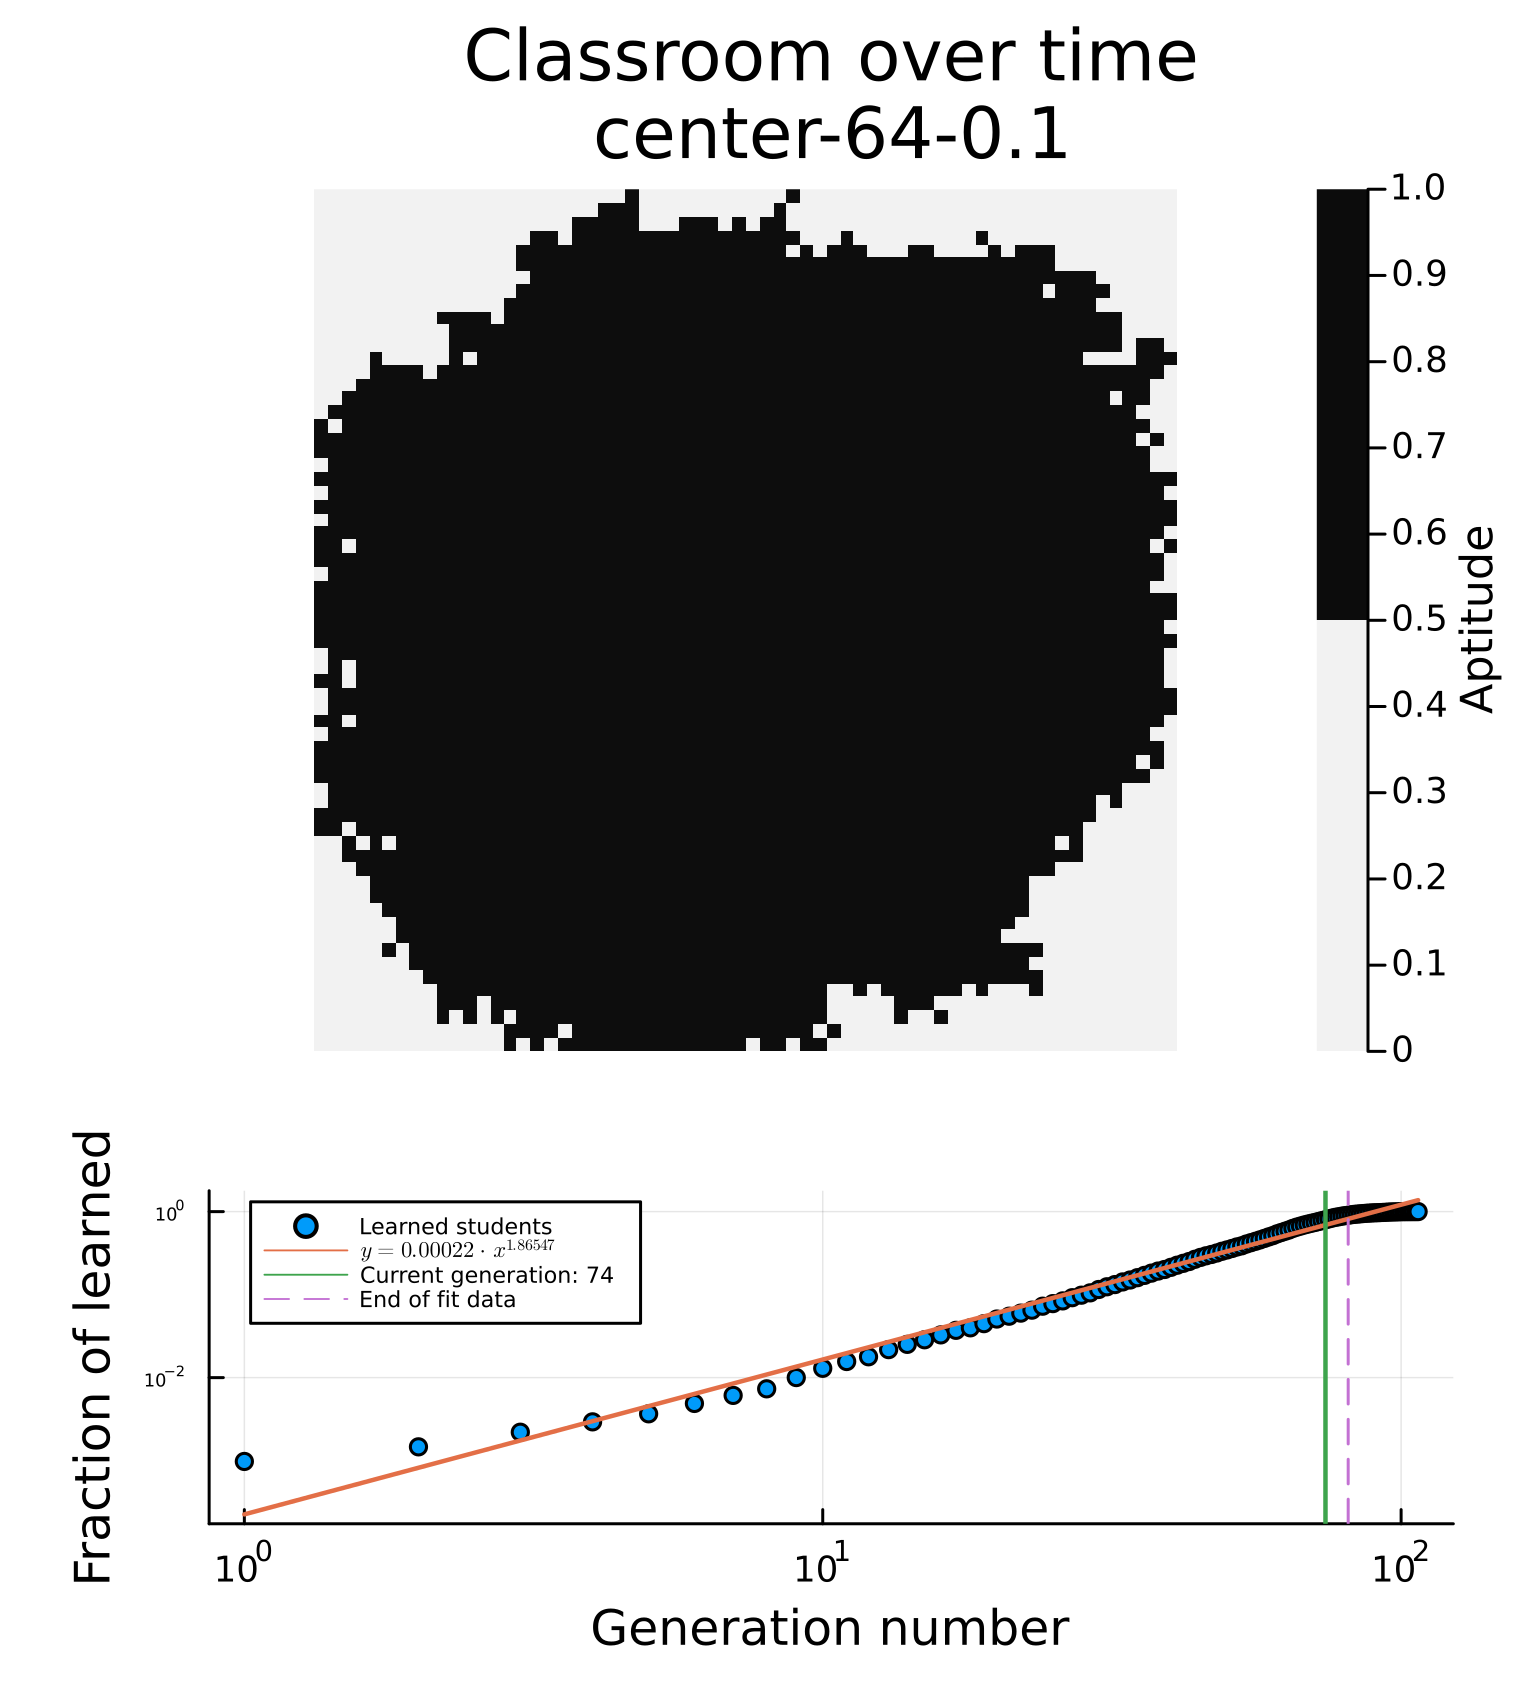 Classroom over time
center-64-0.1
1.0
0.9
0.8
0.7
0.6
0.5
0.4
0.3
0.2
0.1
0
Aptitude
Fraction of learned
10⁰
10⁻²
Learned students
y = 0.00022 · x^1.86547
Current generation: 74
End of fit data
10⁰
10¹
10²
Generation number